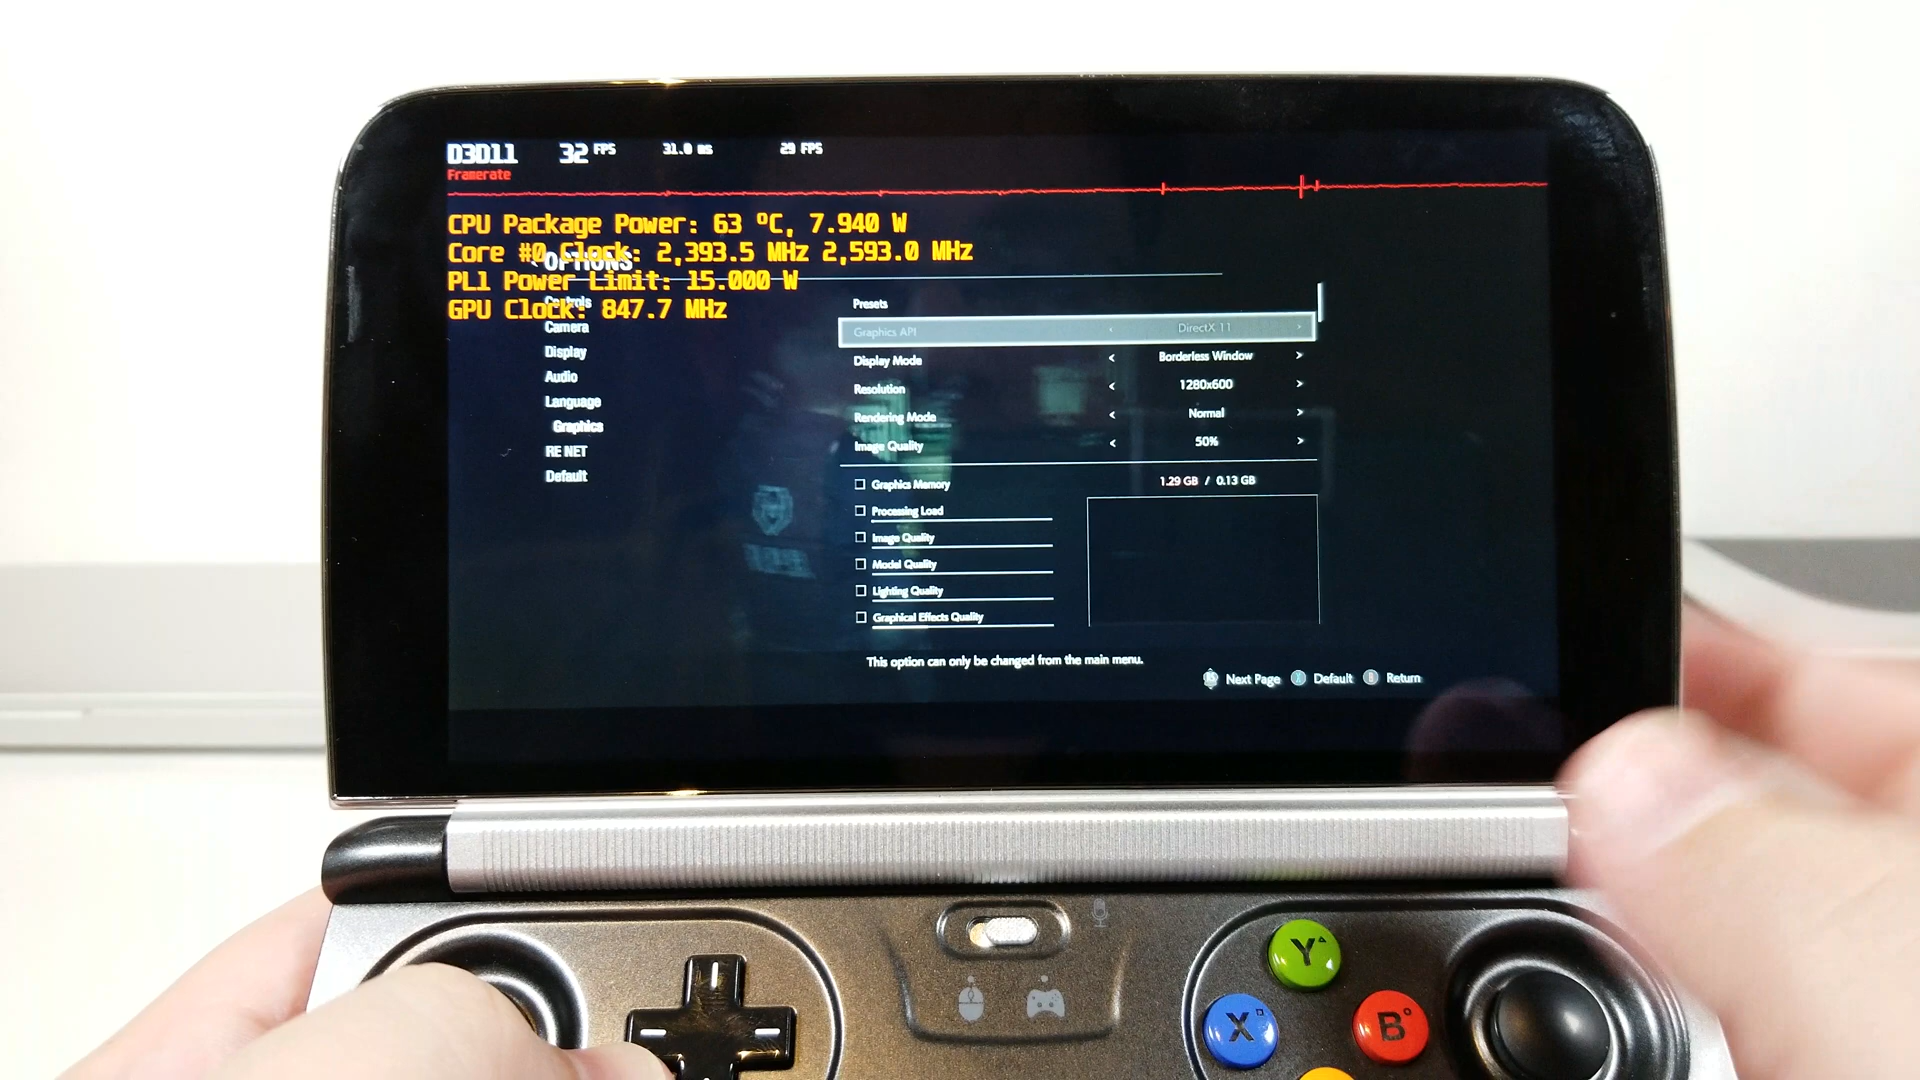 D3D11 32 FPS 31.0 ms 29 FPS
Framerate
CPU Package Power: 63 ºC, 7.940 W
Core #0 Clock: 2,393.5 MHz 2,593.0 MHz
OPTIONS
PL1 Power Limit: 15.000 W
Controls
GPU Clock: 847.7 MHz
Camera
Display
Audio
Language
Graphics
RE NET
Default
Presets
Graphics API < DirectX 11 >
Display Mode < Borderless Window >
Resolution < 1280x600 >
Rendering Mode < Normal >
Image Quality < 50% >
Graphics Memory 1.29 GB / 0.13 GB
Processing Load
Image Quality
Model Quality
Lighting Quality
Graphical Effects Quality
This option can only be changed from the main menu.
RS Next Page Default B Return
Y
X
B